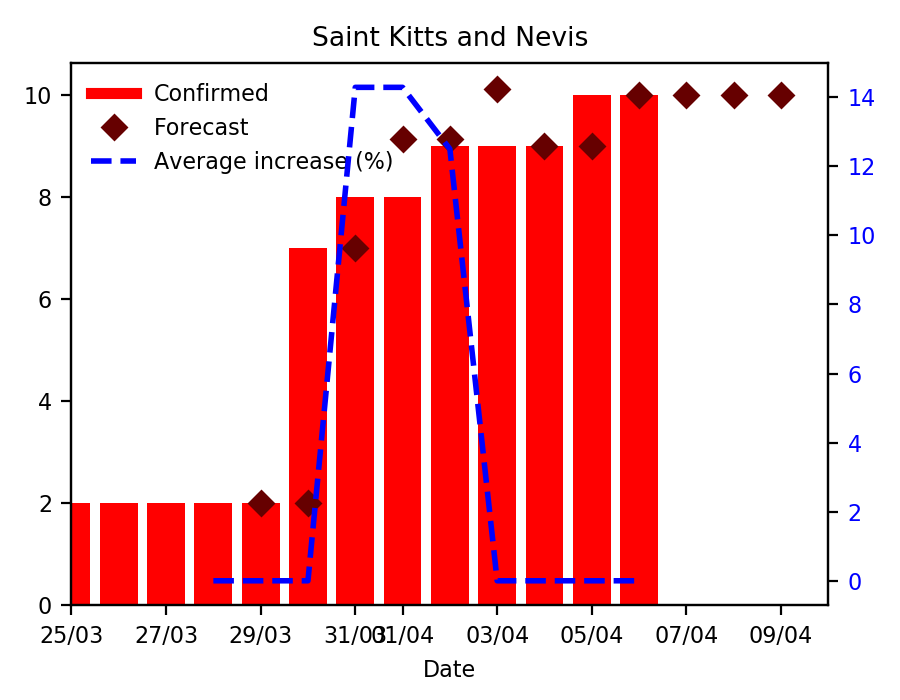 Saint Kitts and Nevis
Confirmed
Forecast
Average increase (%)
10
8
6
4
2
0
14
12
10
8
6
4
2
0
25/03 27/03 29/03 31/03 01/04 03/04 05/04 07/04 09/04
Date